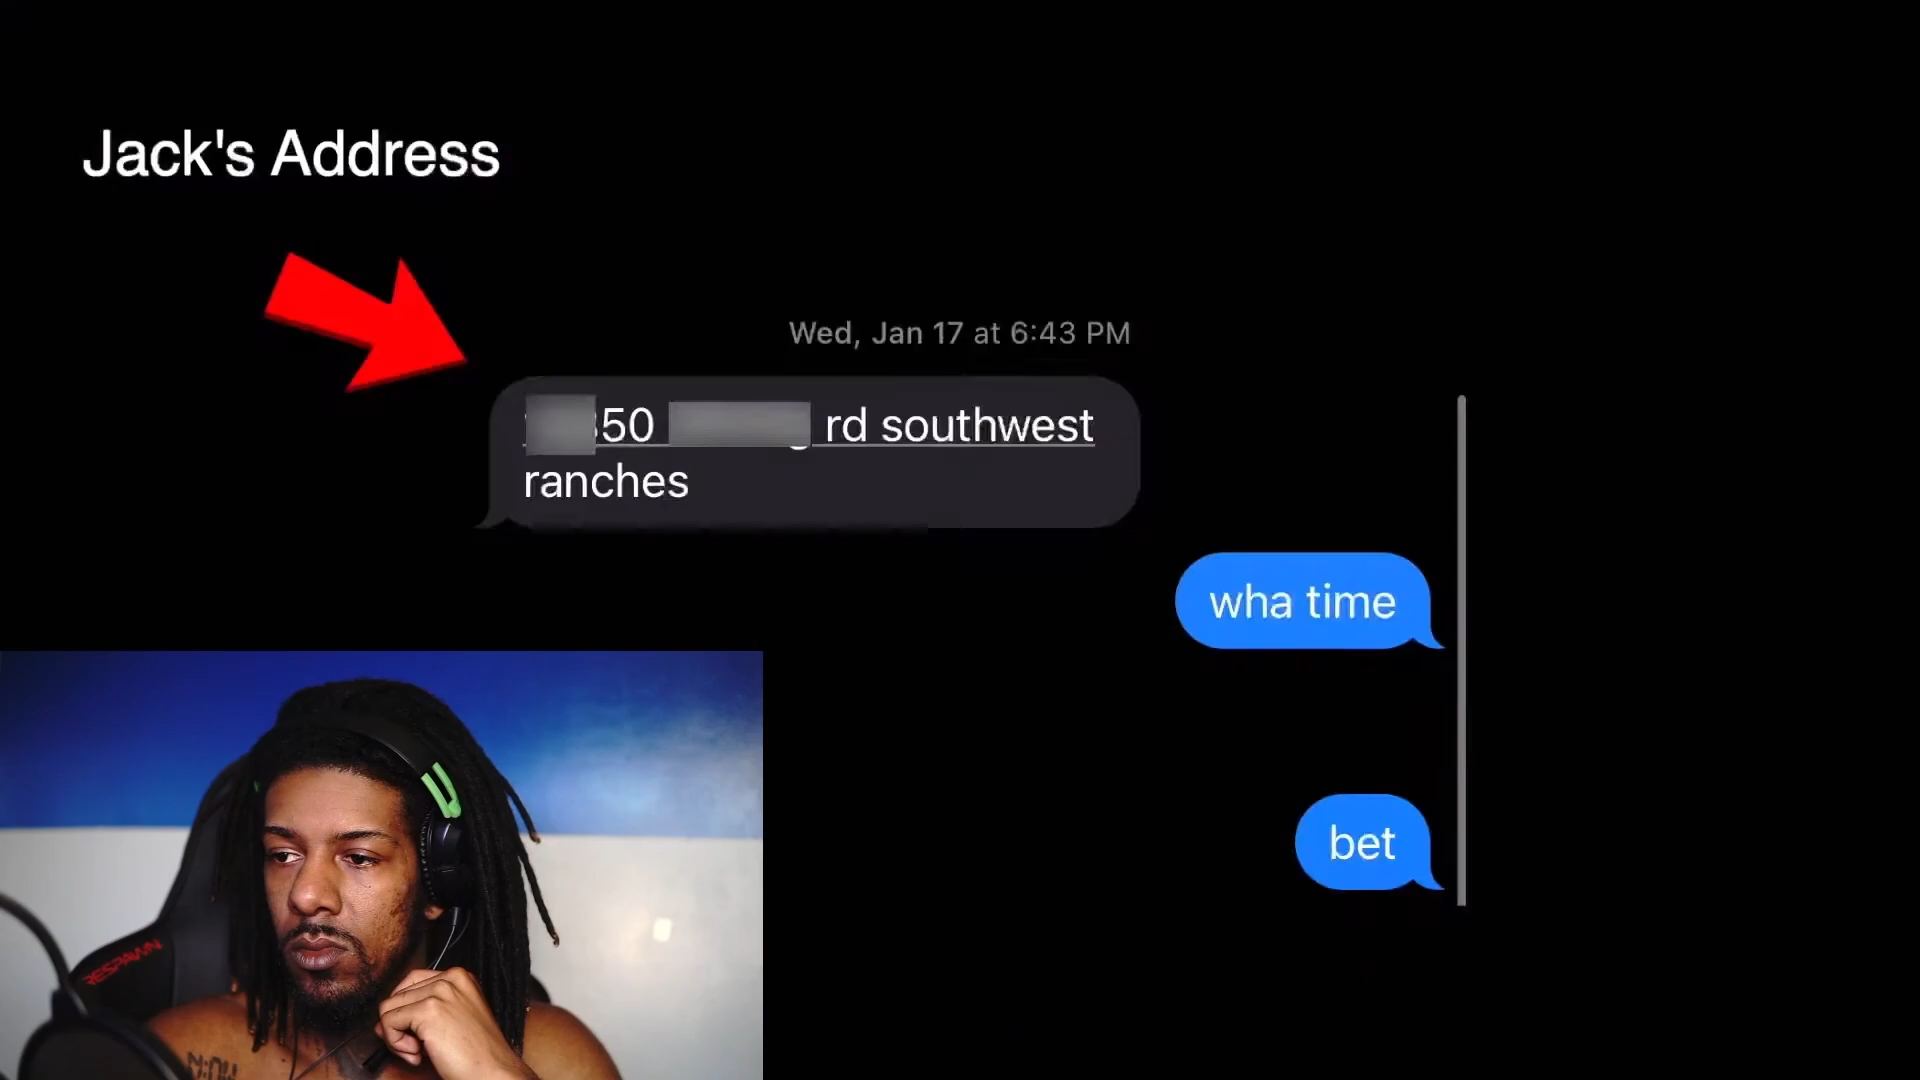 Jack's Address
Wed, Jan 17 at 6:43 PM
50 rd southwest
ranches
wha time
bet
RESPAWN